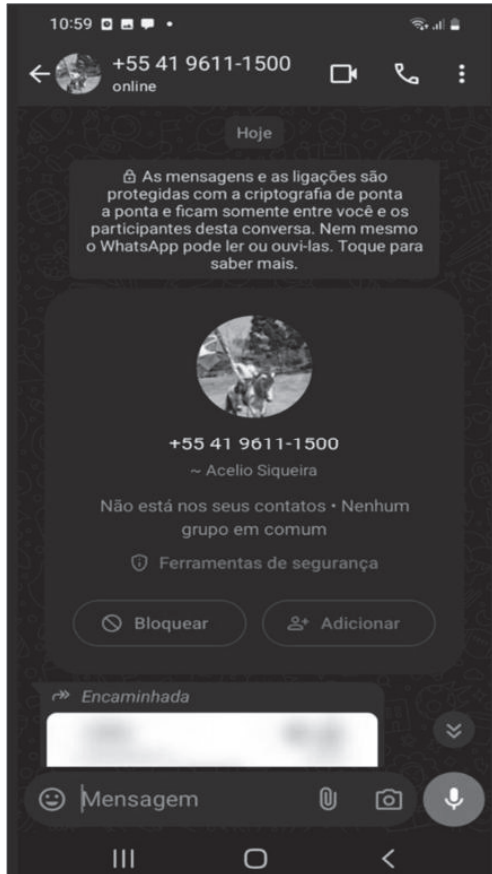 10:59
+55 41 9611-1500
online
Hoje
As mensagens e as ligações são
protegidas com a criptografia de ponta
a ponta e ficam somente entre você e os
participantes desta conversa. Nem mesmo
o WhatsApp pode ler ou ouvi-las. Toque para
saber mais.
+55 41 9611-1500
~ Acelio Siqueira
Não está nos seus contatos • Nenhum
grupo em comum
Ferramentas de segurança
Bloquear
Adicionar
Encaminhada
Mensagem